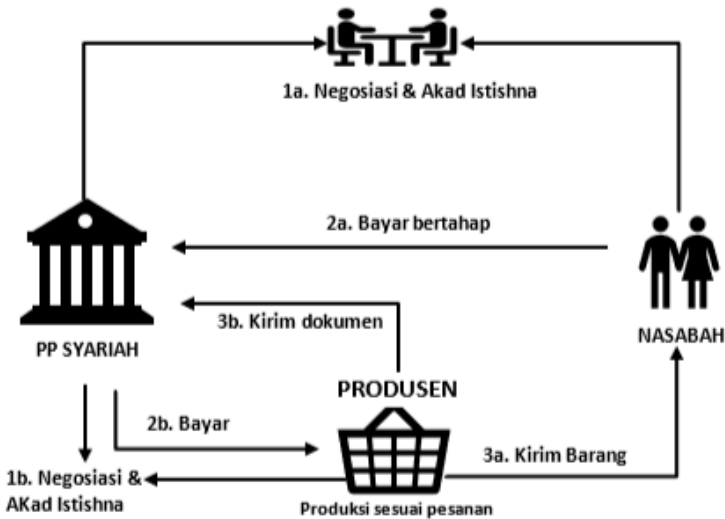 1a. Negosiasi & Akad Istishna
2a. Bayar bertahap
3b. Kirim dokumen
NASABAH
PP SYARIAH
PRODUSEN
2b. Bayar
3a. Kirim Barang
1b. Negosiasi &
AKad Istishna
Produksi sesuai pesanan